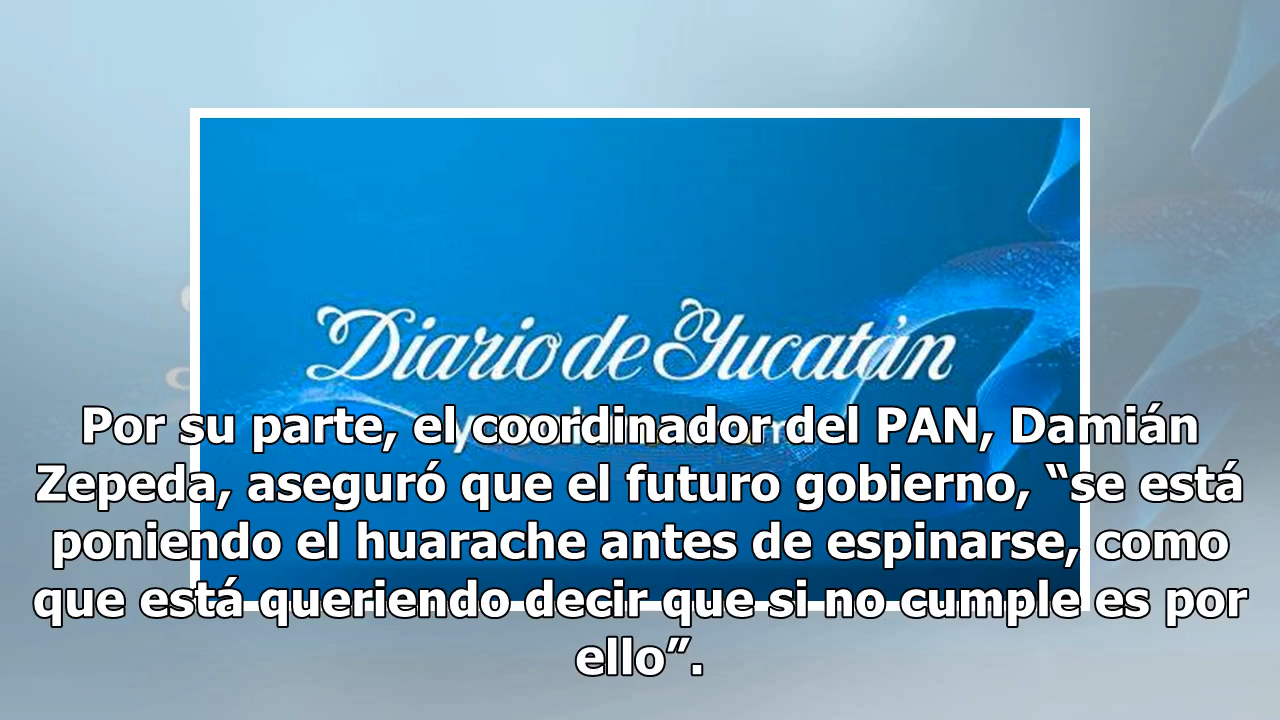 Diario de Yucatán
Por su parte, el coordinador del PAN, Damián
Zepeda, aseguró que el futuro gobierno, “se está
poniendo el huarache antes de espinarse, como
que está queriendo decir que si no cumple es por
ello”.